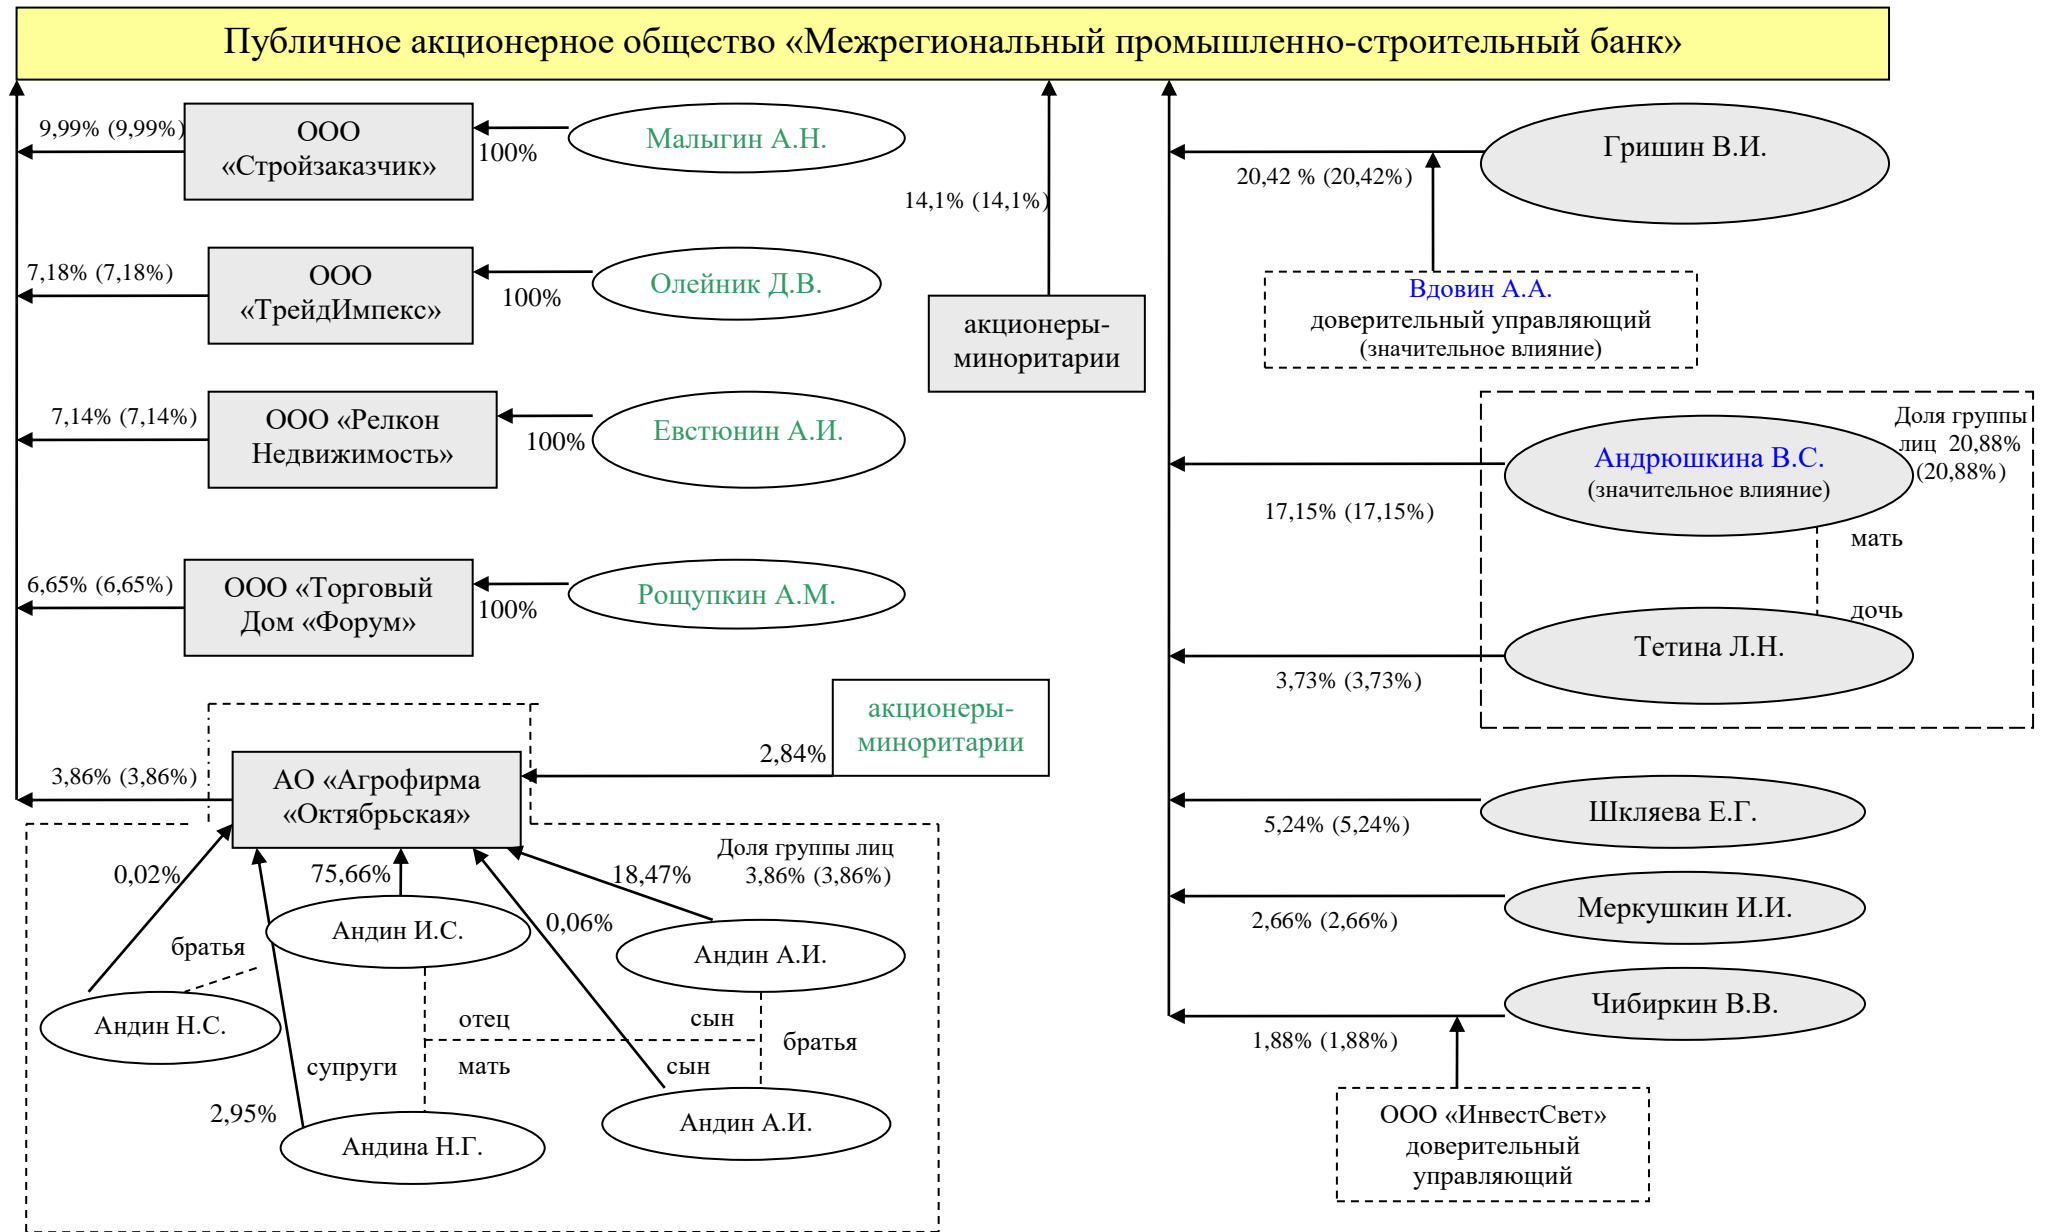 Публичное акционерное общество «Межрегиональный промышленно-строительный банк»
9,99% (9,99%)
ООО
«Стройзаказчик»
100%
Малыгин А.Н.
7,18% (7,18%)
ООО
«ТрейдИмпекс»
100%
Олейник Д.В.
7,14% (7,14%)
ООО «Релкон
Недвижимость»
100%
Евстюнин А.И.
6,65% (6,65%)
ООО «Торговый
Дом «Форум»
100%
Рощупкин А.М.
3,86% (3,86%)
АО «Агрофирма
«Октябрьская»
2,84%
акционеры-
миноритарии
Доля группы лиц
3,86% (3,86%)
0,02%
75,66%
18,47%
0,06%
Андин И.С.
Андин А.И.
братья
Андин Н.С.
отец
сын
братья
супруги
мать
сын
2,95%
Андина Н.Г.
Андин А.И.
14,1% (14,1%)
акционеры-
миноритарии
20,42 % (20,42%)
Гришин В.И.
Вдовин А.А.
доверительный управляющий
(значительное влияние)
Доля группы
лиц 20,88%
(20,88%)
Андрюшкина В.С.
(значительное влияние)
17,15% (17,15%)
мать
дочь
Тетина Л.Н.
3,73% (3,73%)
Шкляева Е.Г.
5,24% (5,24%)
Меркушкин И.И.
2,66% (2,66%)
Чибиркин В.В.
1,88% (1,88%)
ООО «ИнвестСвет»
доверительный
управляющий